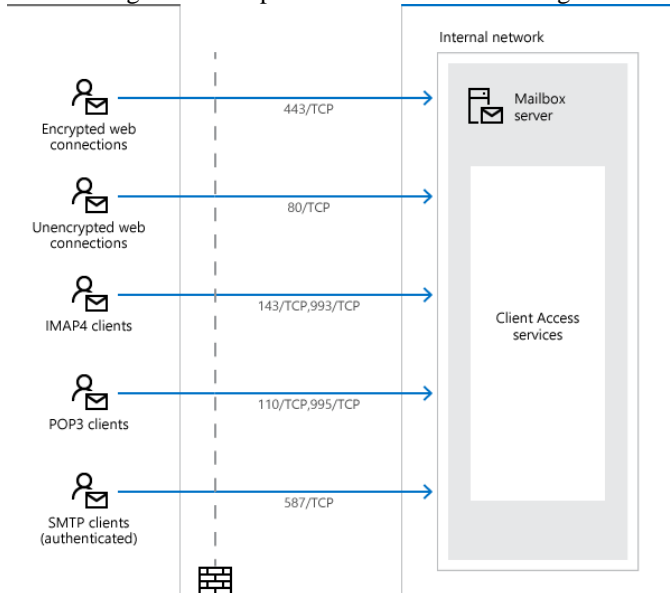 Internal network
Mailbox
server
443/TCP
Encrypted web
connections
80/TCP
Unencrypted web
connections
143/TCP,993/TCP
IMAP4 clients
Client Access
services
110/TCP,995/TCP
POP3 clients
587/TCP
SMTP clients
(authenticated)